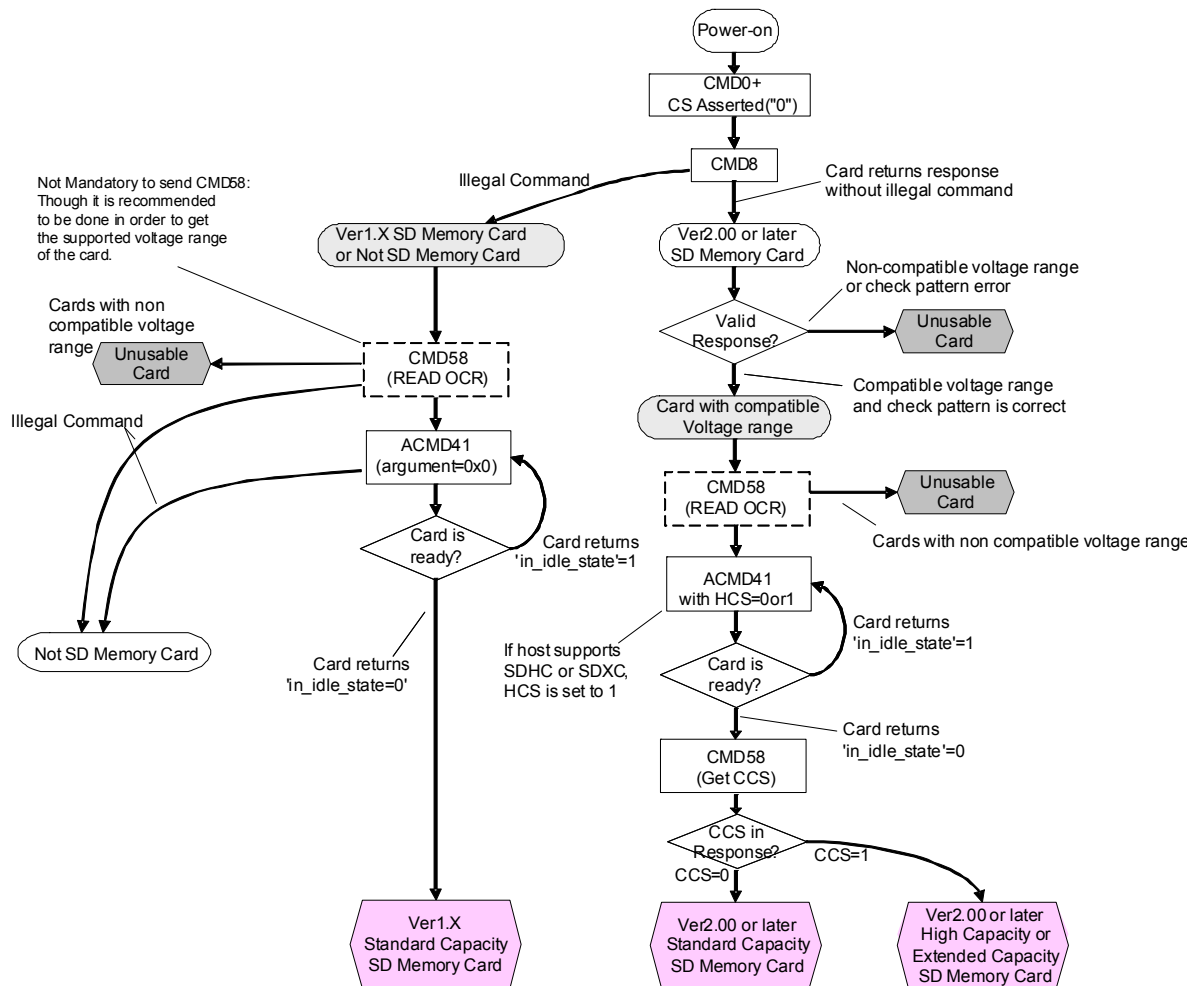 Power-on
CMD0+
CS Asserted("0")
CMD8
Illegal Command
Card returns response
without illegal command
Not Mandatory to send CMD58:
Though it is recommended
to be done in order to get
the supported voltage range
of the card.
Ver1.X SD Memory Card
or Not SD Memory Card
Ver2.00 or later
SD Memory Card
Non-compatible voltage range
or check pattern error
Cards with non
compatible voltage
range
Unusable
Card
CMD58
(READ OCR)
Valid
Response?
Unusable
Card
Compatible voltage range
and check pattern is correct
Card with compatible
Voltage range
Illegal Command
ACMD41
(argument=0x0)
CMD58
(READ OCR)
Unusable
Card
Cards with non compatible voltage range
Card is
ready?
Card returns
'in_idle_state'=1
ACMD41
with HCS=0or1
Card returns
'in_idle_state'=1
Not SD Memory Card
Card returns
'in_idle_state=0'
If host supports
SDHC or SDXC,
HCS is set to 1
Card is
ready?
Card returns
'in_idle_state'=0
CMD58
(Get CCS)
CCS in
Response?
CCS=0
CCS=1
Ver1.X
Standard Capacity
SD Memory Card
Ver2.00 or later
Standard Capacity
SD Memory Card
Ver2.00 or later
High Capacity or
Extended Capacity
SD Memory Card